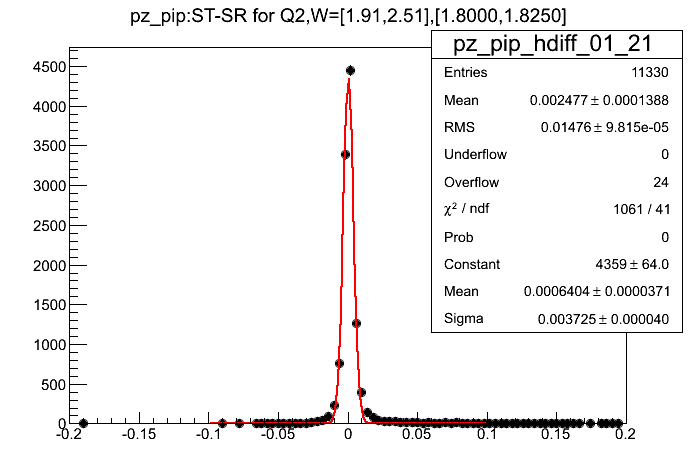 pz_pip:ST-SR for Q2,W=[1.91,2.51],[1.8000,1.8250]
pz_pip_hdiff_01_21
Entries 11330
Mean 0.002477 ± 0.0001388
RMS 0.01476 ± 9.815e-05
Underflow 0
Overflow 24
χ² / ndf 1061 / 41
Prob 0
Constant 4359 ± 64.0
Mean 0.0006404 ± 0.0000371
Sigma 0.003725 ± 0.000040
4500
4000
3500
3000
2500
2000
1500
1000
500
0
-0.2 -0.15 -0.1 -0.05 0 0.05 0.1 0.15 0.2